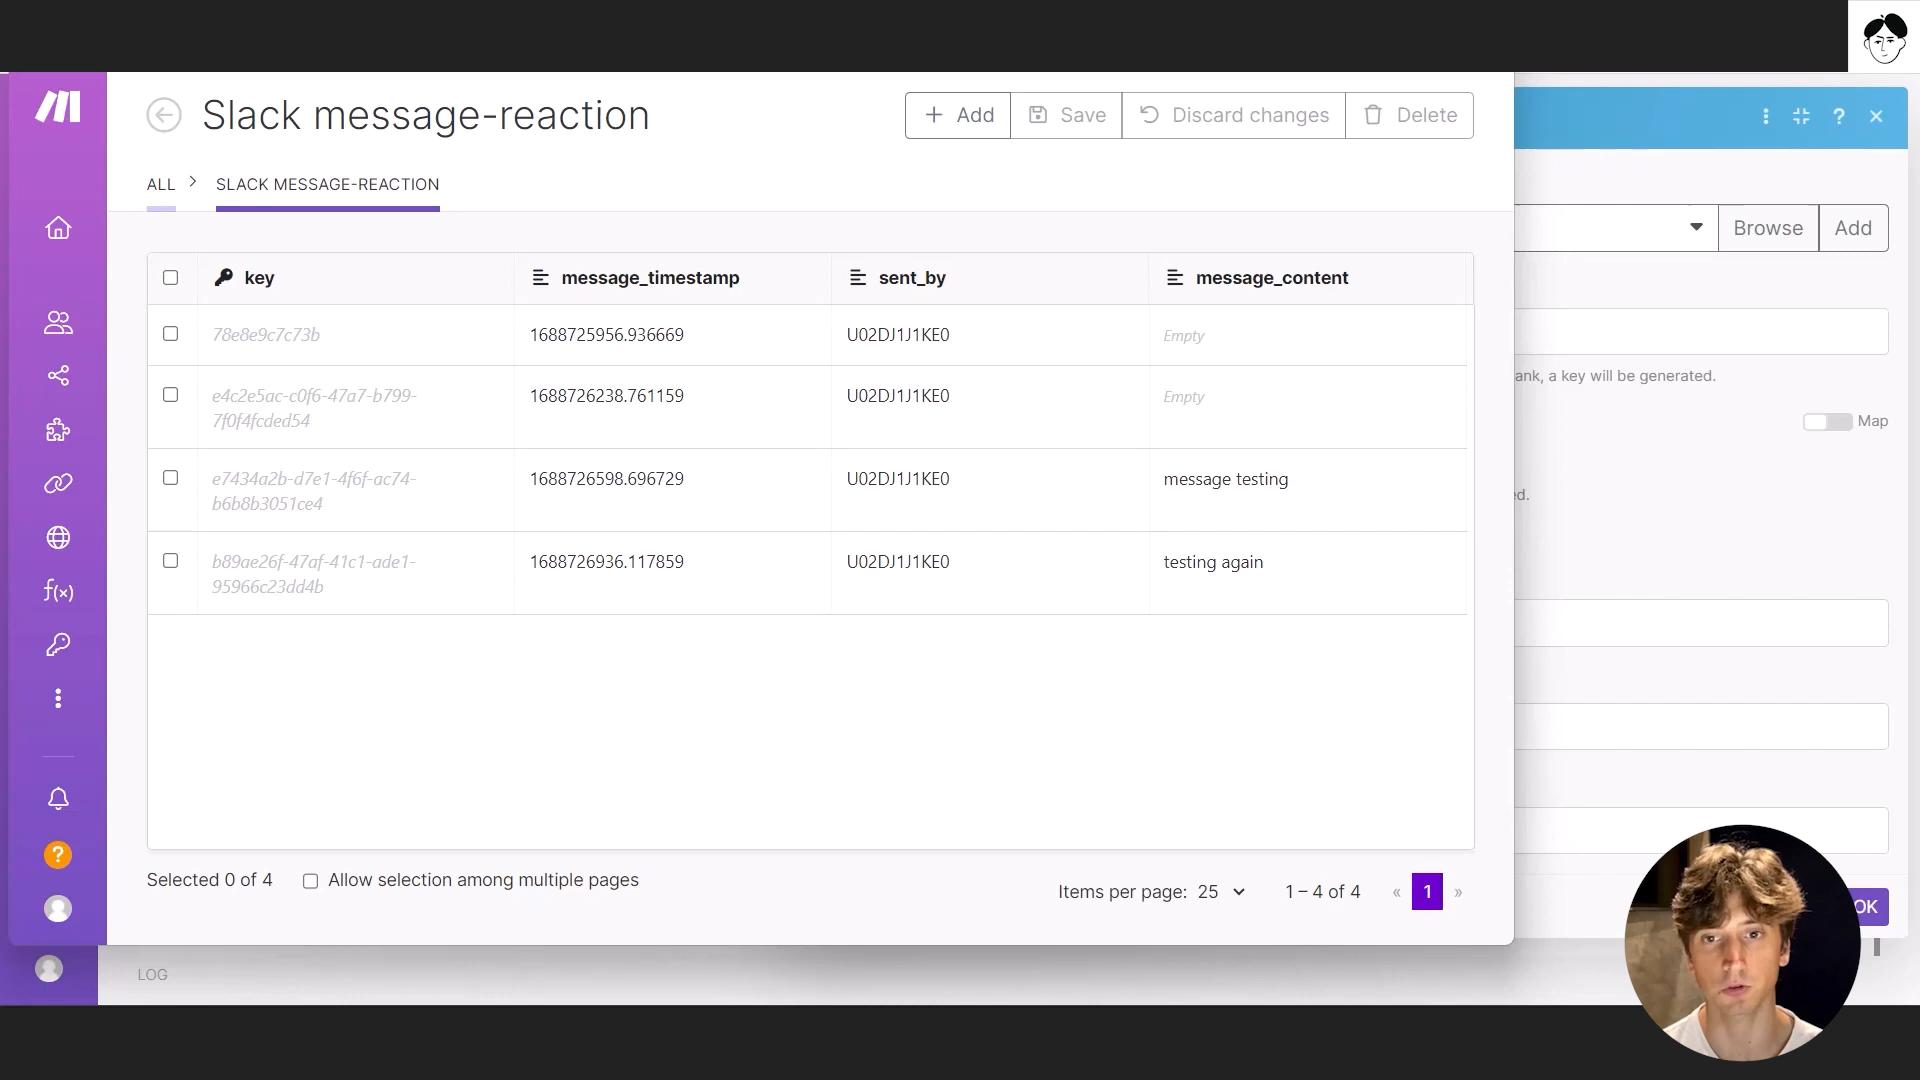 Slack message-reaction
Add
Save
Discard changes
Delete
ALL
SLACK MESSAGE-REACTION
key
message_timestamp
sent_by
message_content
78e8e9c7c73b
1688725956.936669
U02DJ1J1KE0
Empty
e4c2e5ac-c0f6-47a7-b799-
7f0f4fcded54
1688726238.761159
U02DJ1J1KE0
Empty
e7434a2b-d7e1-4f6f-ac74-
b6b8b3051ce4
1688726598.696729
U02DJ1J1KE0
message testing
b89ae26f-47af-41c1-ade1-
95966c23dd4b
1688726936.117859
U02DJ1J1KE0
testing again
Selected 0 of 4
Allow selection among multiple pages
Items per page: 25
1 – 4 of 4
« 1 »
f(x)
?
LOG
?
Browse
Add
ank, a key will be generated.
Map
ed.
OK